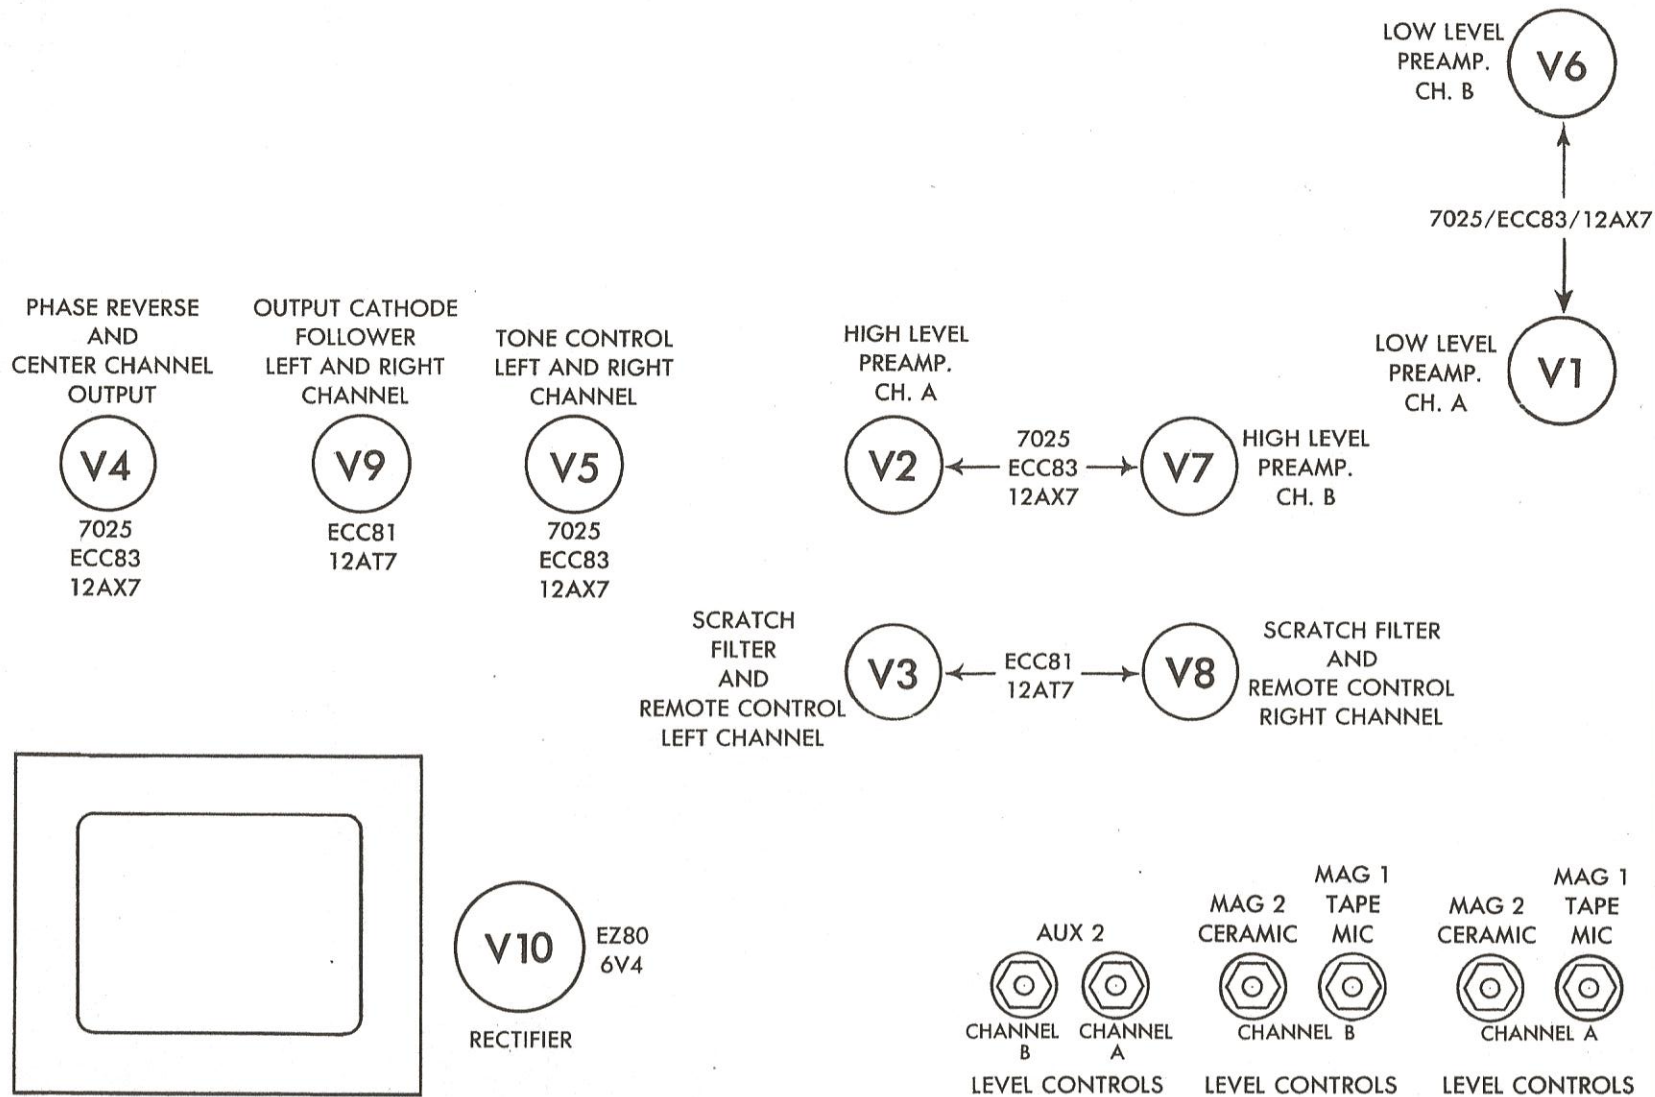 LOW LEVEL
PREAMP.
CH. B
V6
7025/ECC83/12AX7
LOW LEVEL
PREAMP.
CH. A
V1
PHASE REVERSE
AND
CENTER CHANNEL
OUTPUT
V4
7025
ECC83
12AX7
OUTPUT CATHODE
FOLLOWER
LEFT AND RIGHT
CHANNEL
V9
ECC81
12AT7
TONE CONTROL
LEFT AND RIGHT
CHANNEL
V5
7025
ECC83
12AX7
HIGH LEVEL
PREAMP.
CH. A
V2
7025
ECC83
12AX7
V7
HIGH LEVEL
PREAMP.
CH. B
SCRATCH
FILTER
AND
REMOTE CONTROL
LEFT CHANNEL
V3
ECC81
12AT7
V8
SCRATCH FILTER
AND
REMOTE CONTROL
RIGHT CHANNEL
V10
EZ80
6V4
RECTIFIER
AUX 2
CHANNEL
B
CHANNEL
A
LEVEL CONTROLS
MAG 2
CERAMIC
MAG 1
TAPE
MIC
CHANNEL B
LEVEL CONTROLS
MAG 2
CERAMIC
MAG 1
TAPE
MIC
CHANNEL A
LEVEL CONTROLS